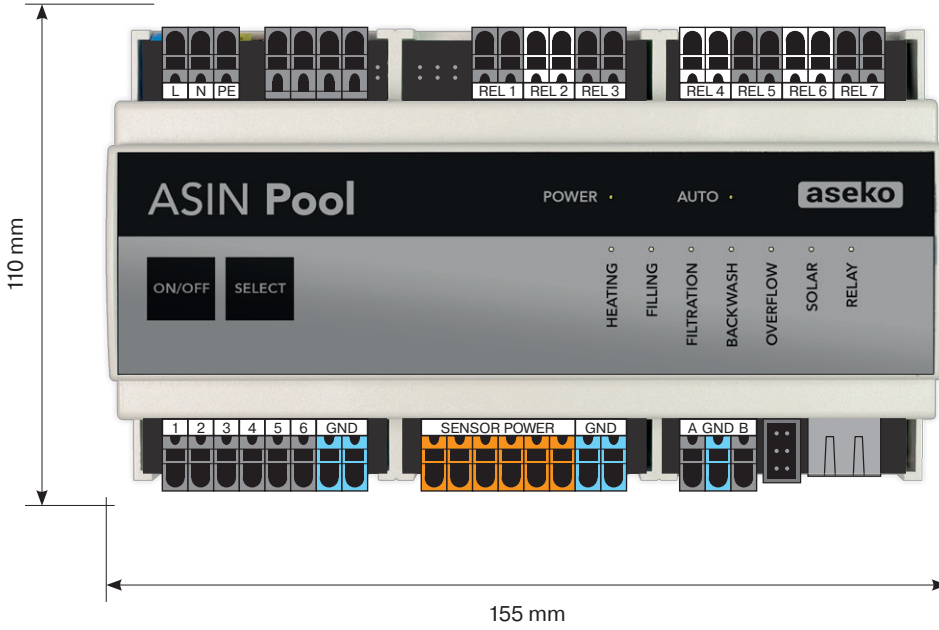 L N PE
REL 1 REL 2 REL 3
REL 4 REL 5 REL 6 REL 7
ASIN Pool
POWER
AUTO
aseko
ON/OFF
SELECT
HEATING
FILLING
FILTRATION
BACKWASH
OVERFLOW
SOLAR
RELAY
1 2 3 4 5 6 GND
SENSOR POWER GND
A GND B
110 mm
155 mm